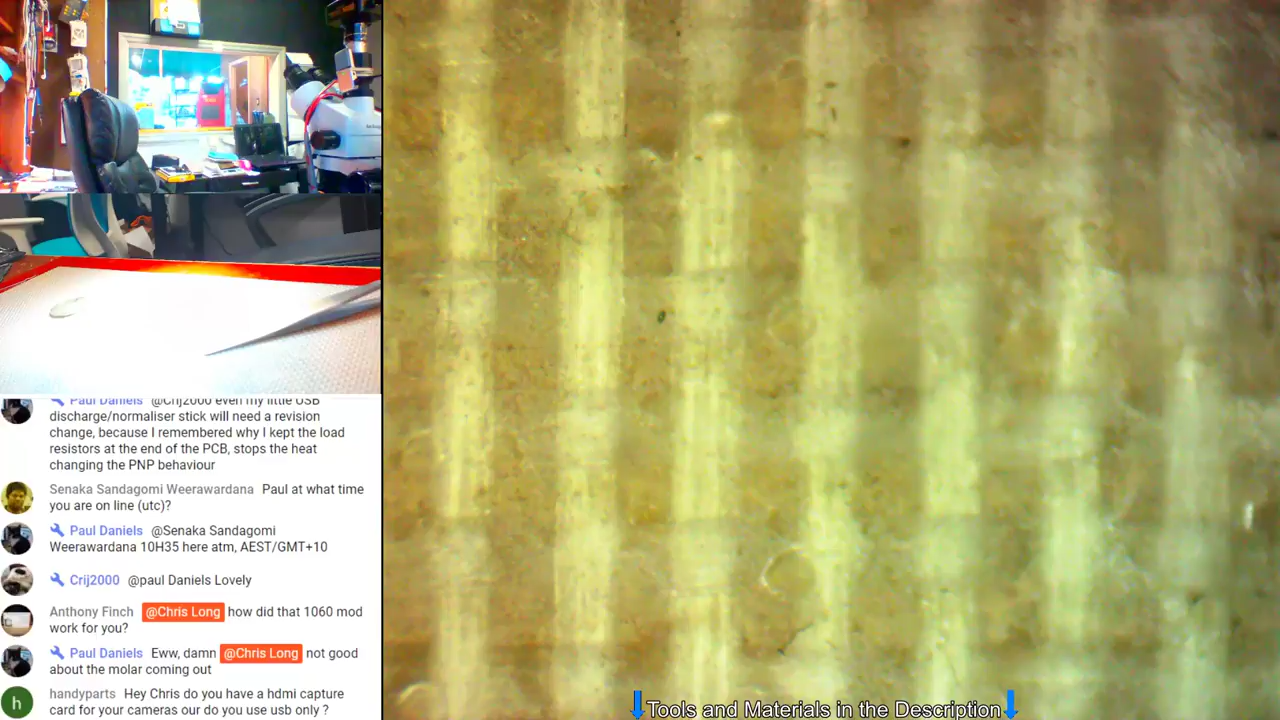 Paul Daniels @Crij2000 even my little USB
discharge/normaliser stick will need a revision
change, because I remembered why I kept the load
resistors at the end of the PCB, stops the heat
changing the PNP behaviour
Senaka Sandagomi Weerawardana Paul at what time
you are on line (utc)?
Paul Daniels @Senaka Sandagomi
Weerawardana 10H35 here atm, AEST/GMT+10
Crij2000 @paul Daniels Lovely
Anthony Finch @Chris Long how did that 1060 mod
work for you?
Paul Daniels Eww, damn @Chris Long not good
about the molar coming out
h
handyparts Hey Chris do you have a hdmi capture
card for your cameras our do you use usb only ?
Tools and Materials in the Description